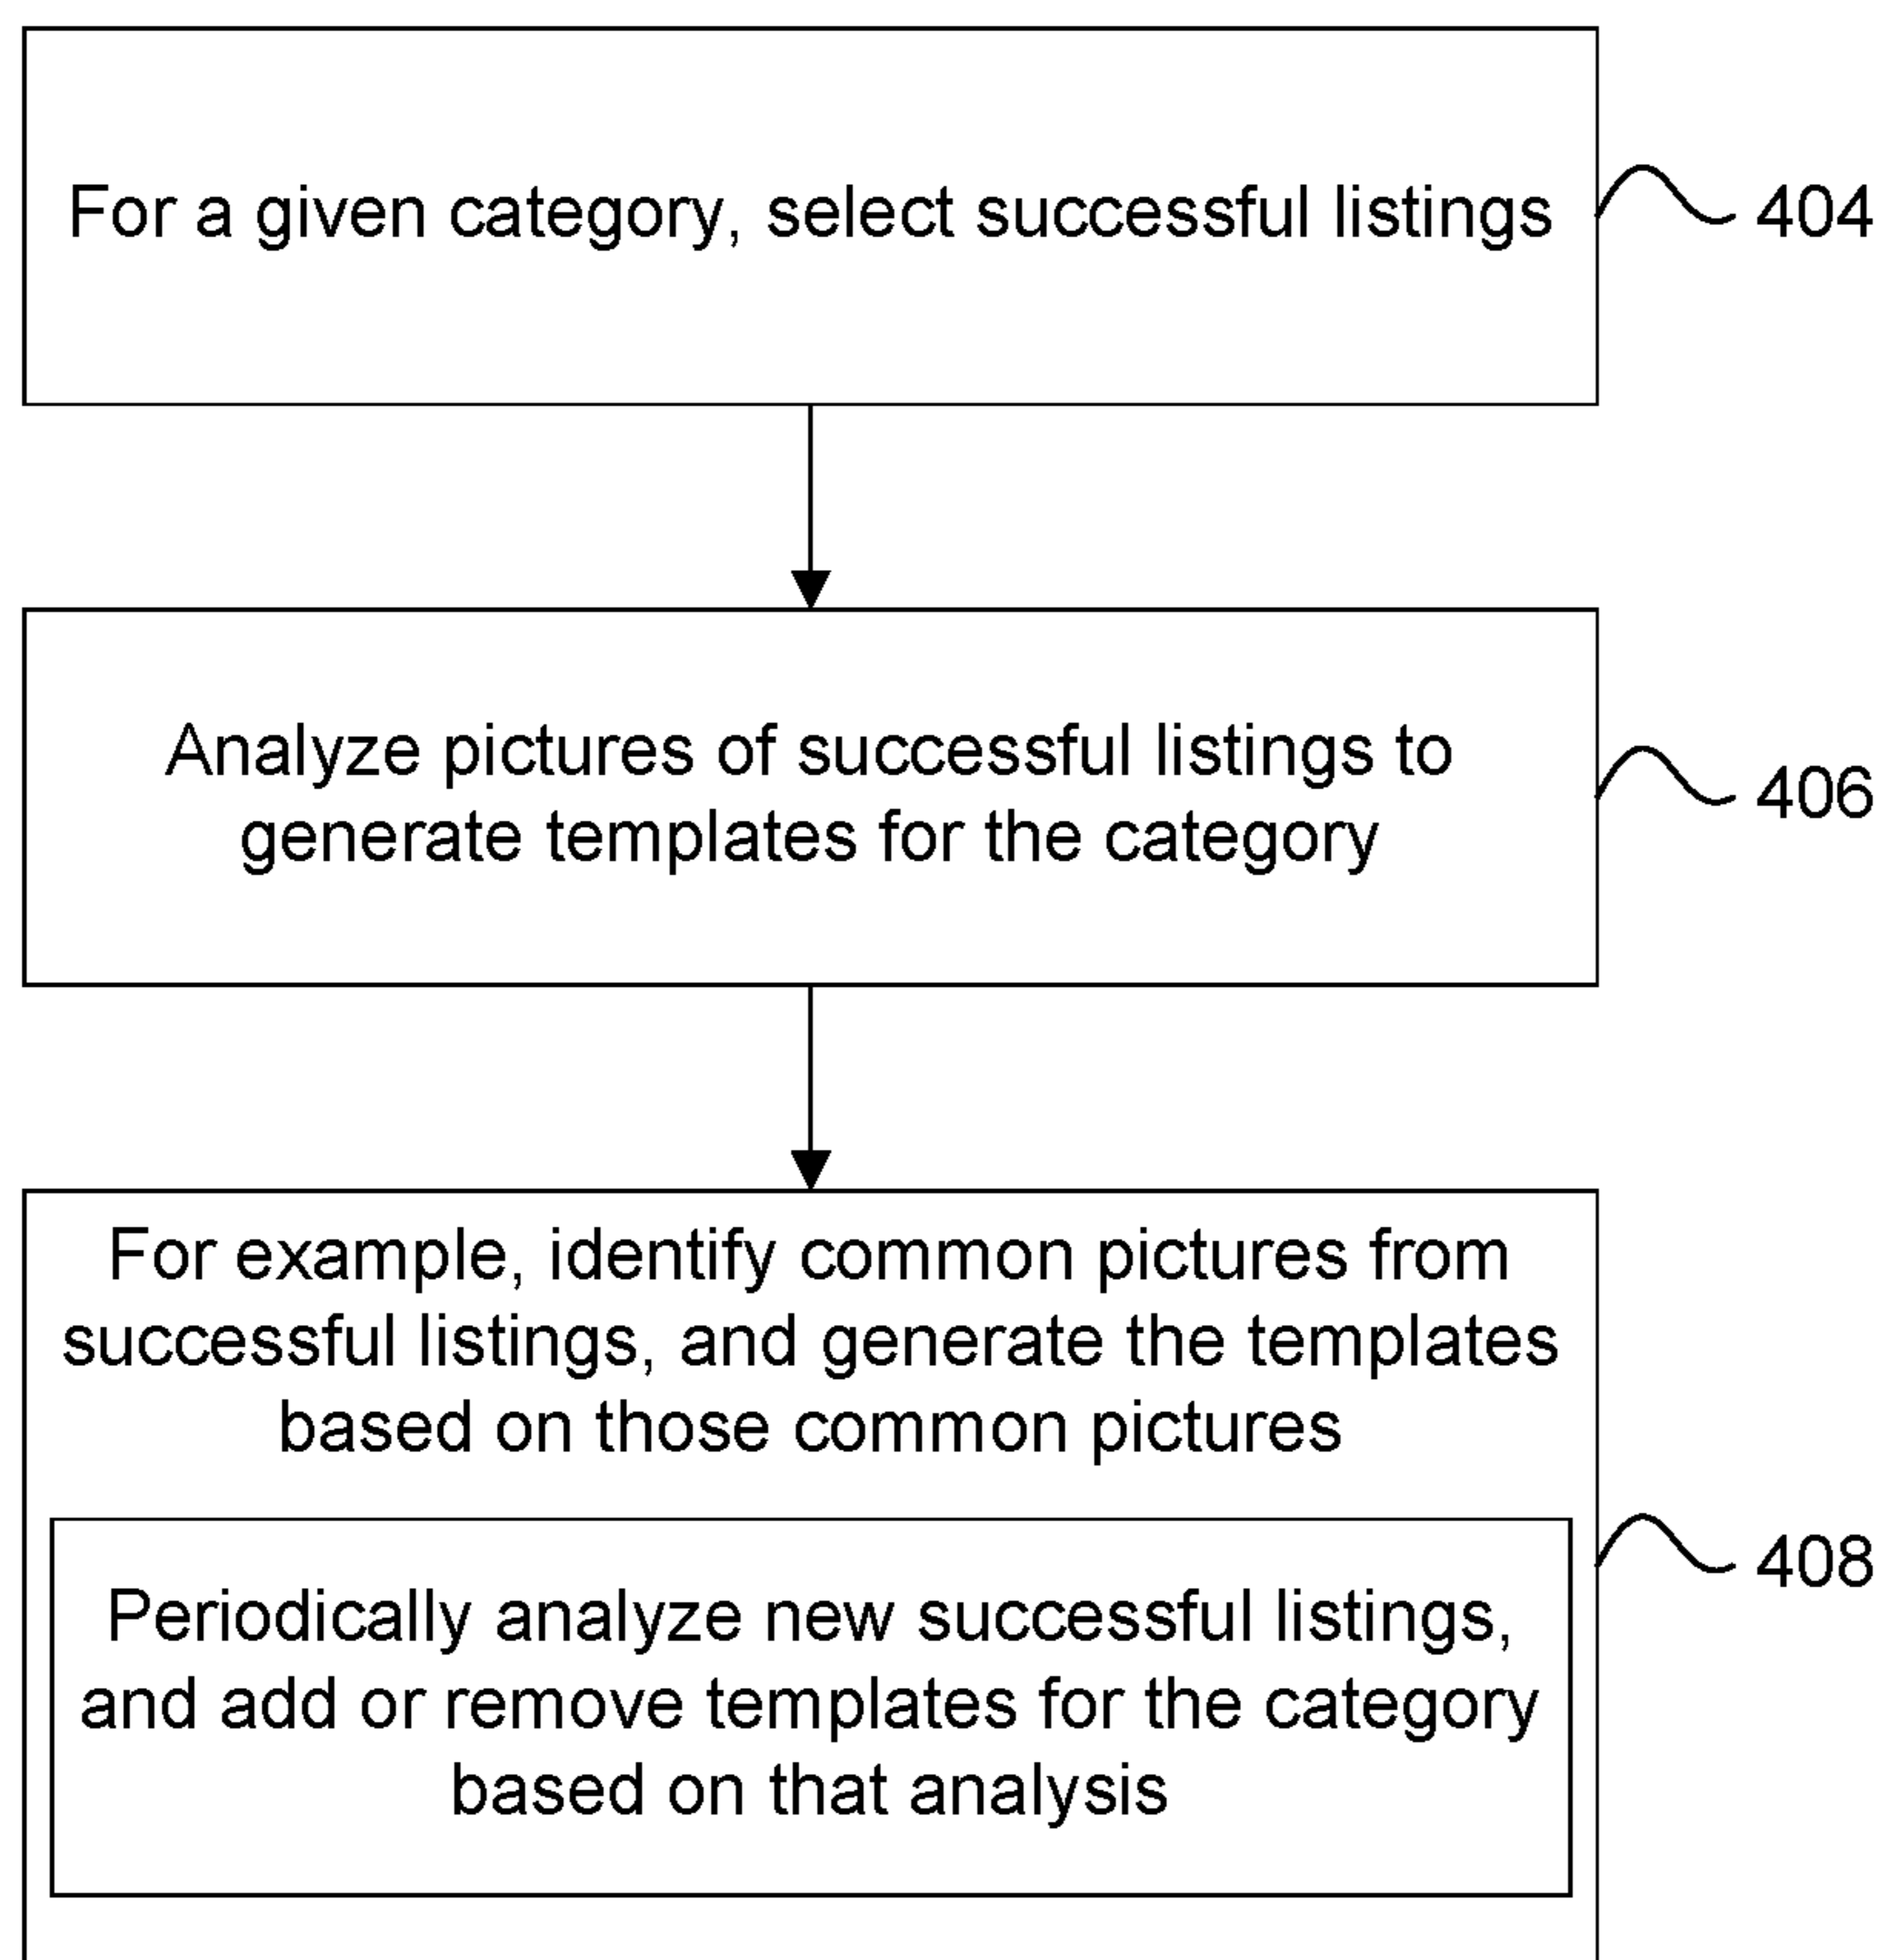 For a given category, select successful listings
404
Analyze pictures of successful listings to
generate templates for the category
406
For example, identify common pictures from
successful listings, and generate the templates
based on those common pictures
408
Periodically analyze new successful listings,
and add or remove templates for the category
based on that analysis